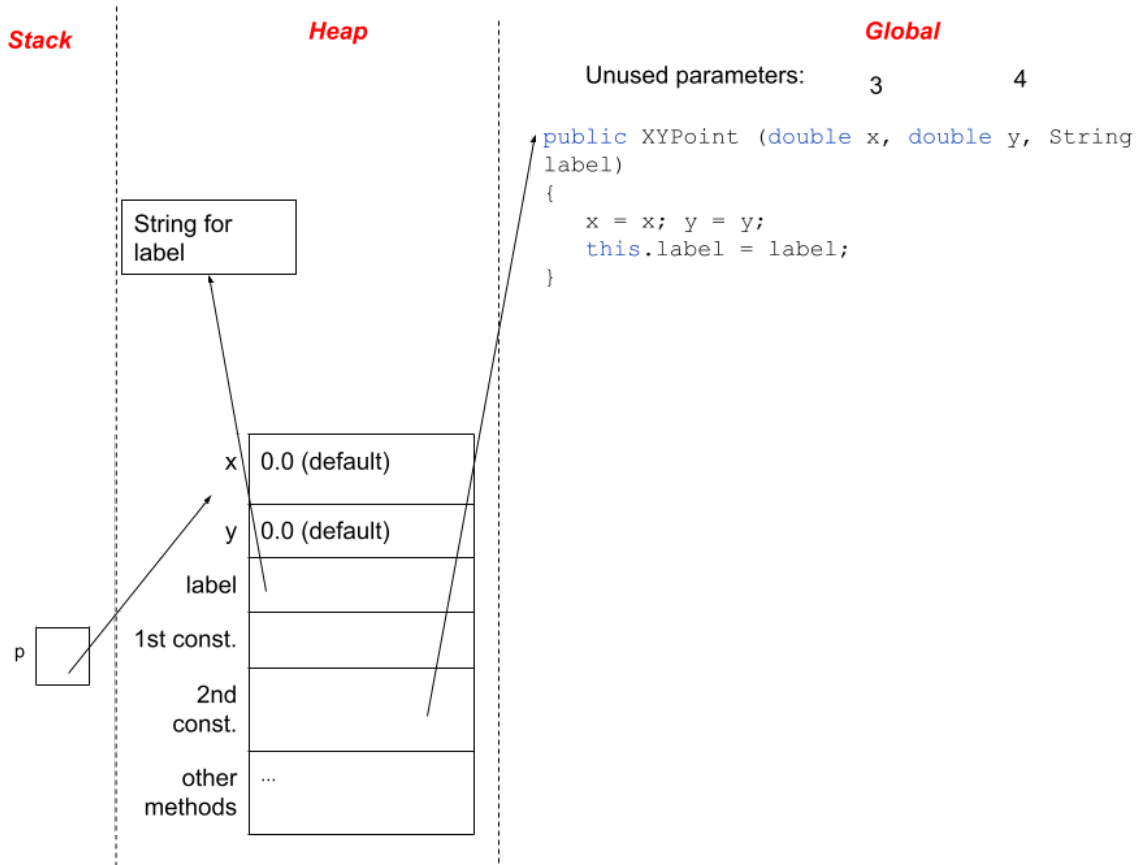 Stack
Heap
Global
Unused parameters: 3 4
public XYPoint (double x, double y, String
label)
{
x = x; y = y;
this.label = label;
}
String for
label
x 0.0 (default)
y 0.0 (default)
label
p
1st const.
2nd
const.
other
methods
...